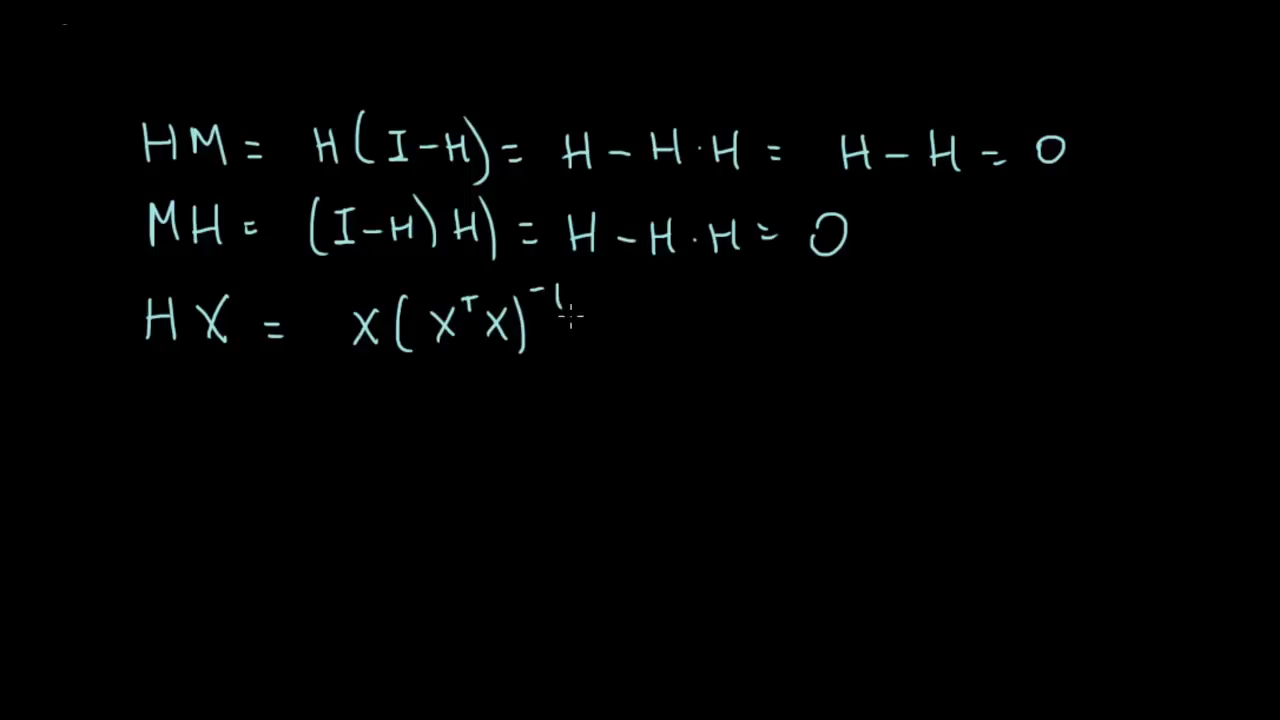 HM = H(I-H) = H - H·H = H - H = 0
MH = (I-H)H) = H - H·H = 0
HX = X(XᵀX)⁻¹